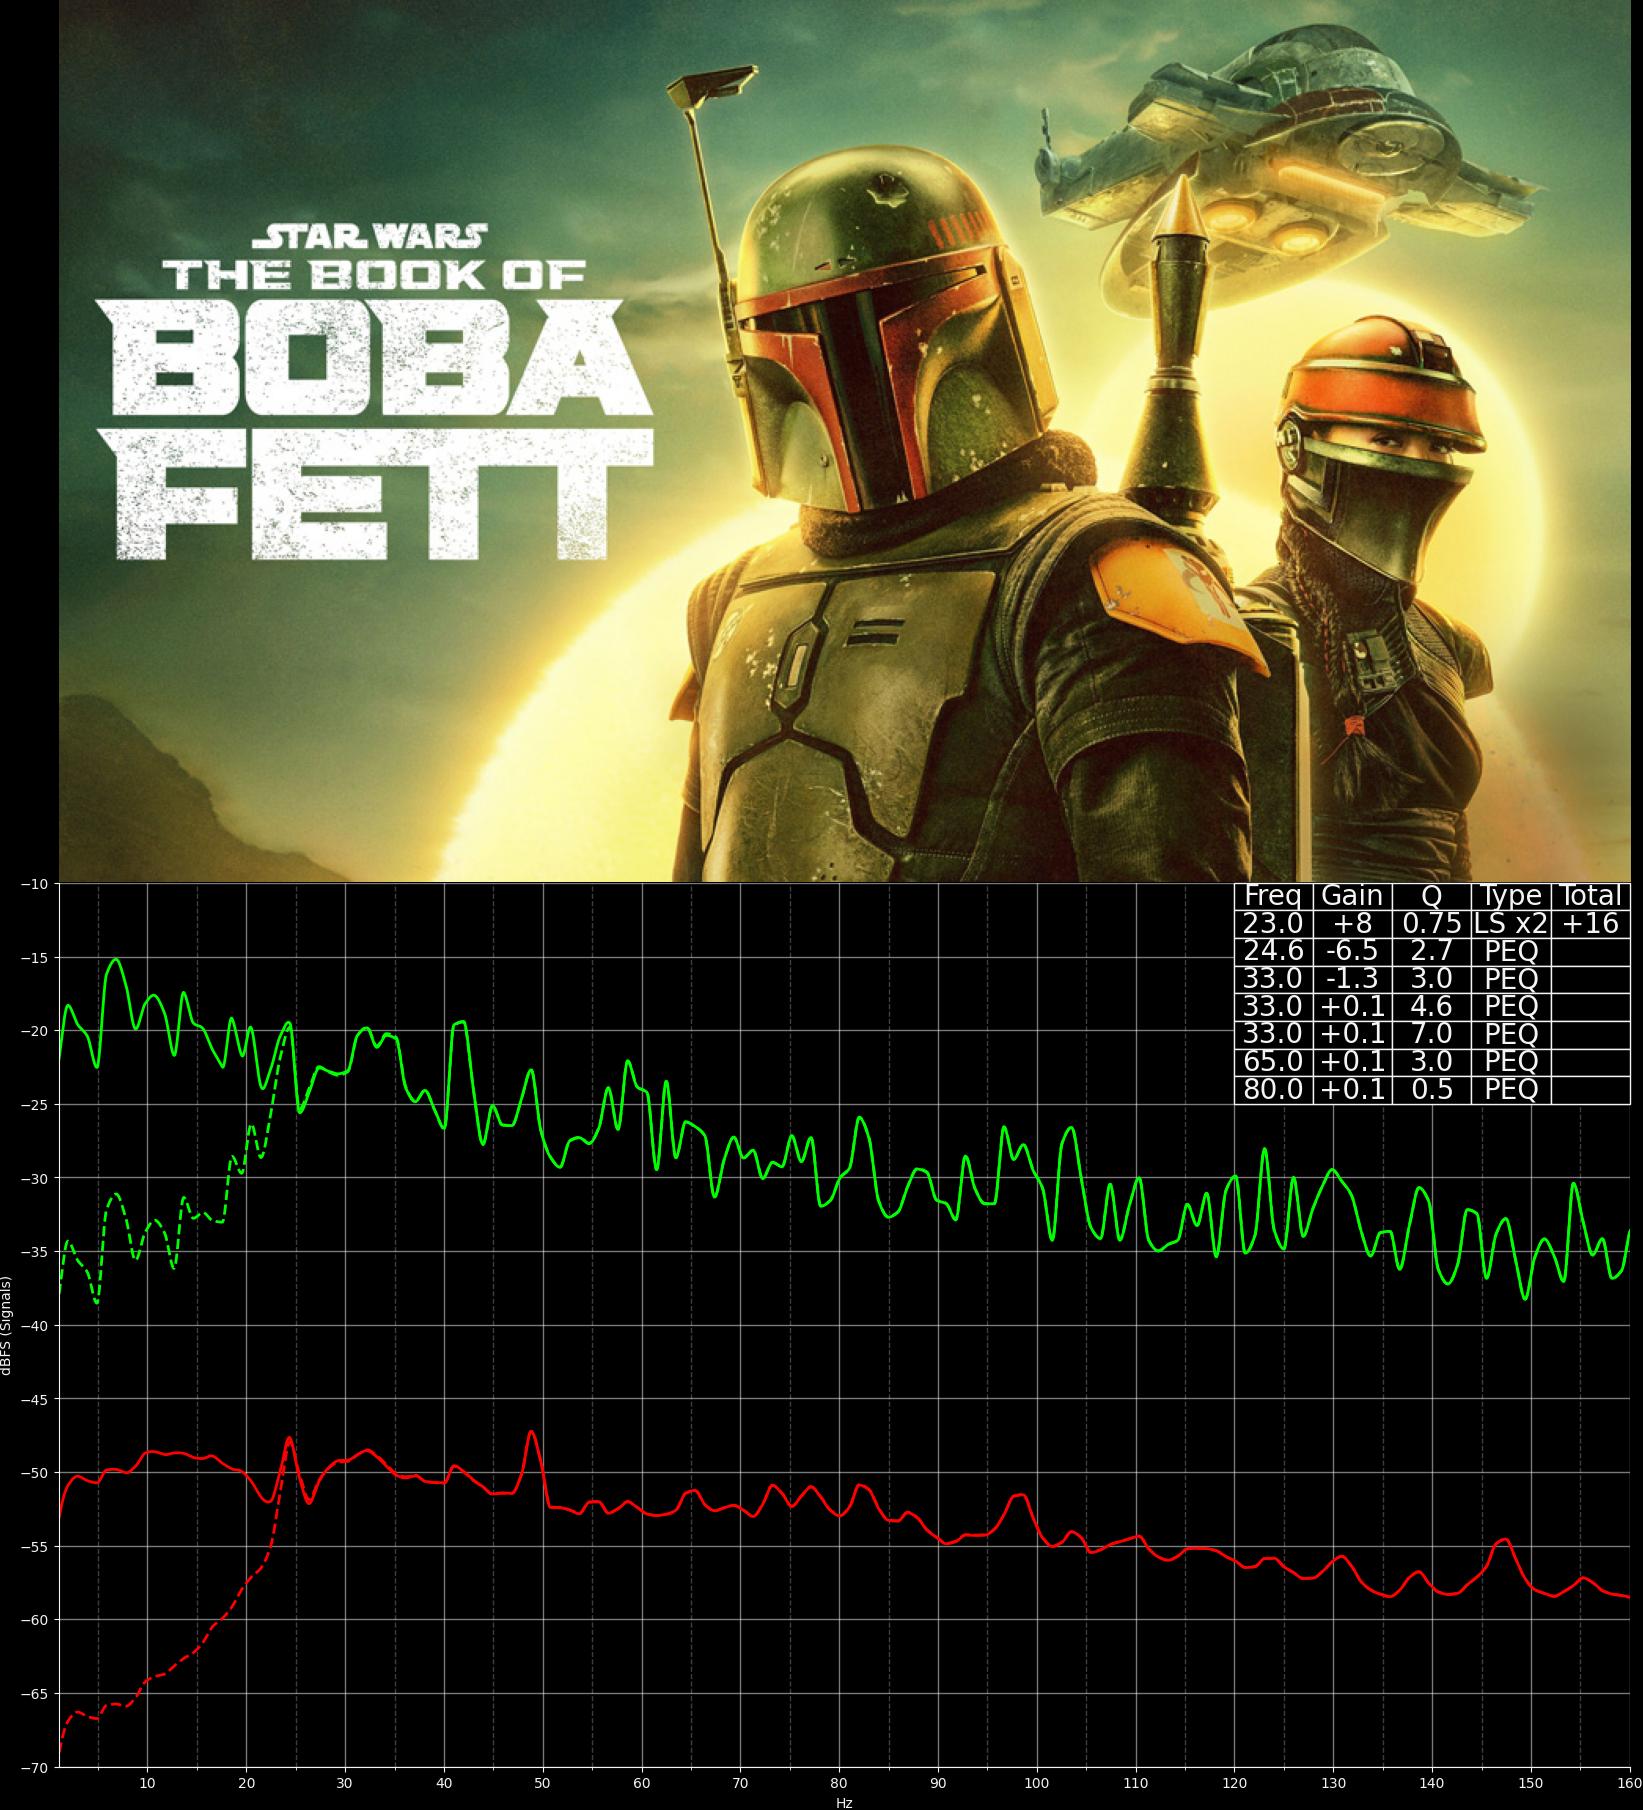 STAR WARS
THE BOOK OF
BOBA
FETT
Freq Gain Q Type Total
23.0 +8 0.75 LS x2 +16
24.6 -6.5 2.7 PEQ
33.0 -1.3 3.0 PEQ
33.0 +0.1 4.6 PEQ
33.0 +0.1 7.0 PEQ
65.0 +0.1 3.0 PEQ
80.0 +0.1 0.5 PEQ
−10
−15
−20
−25
−30
−35
−40
−45
−50
−55
−60
−65
−70
dBFS (Signals)
10 20 30 40 50 60 70 80 90 100 110 120 130 140 150 160
Hz